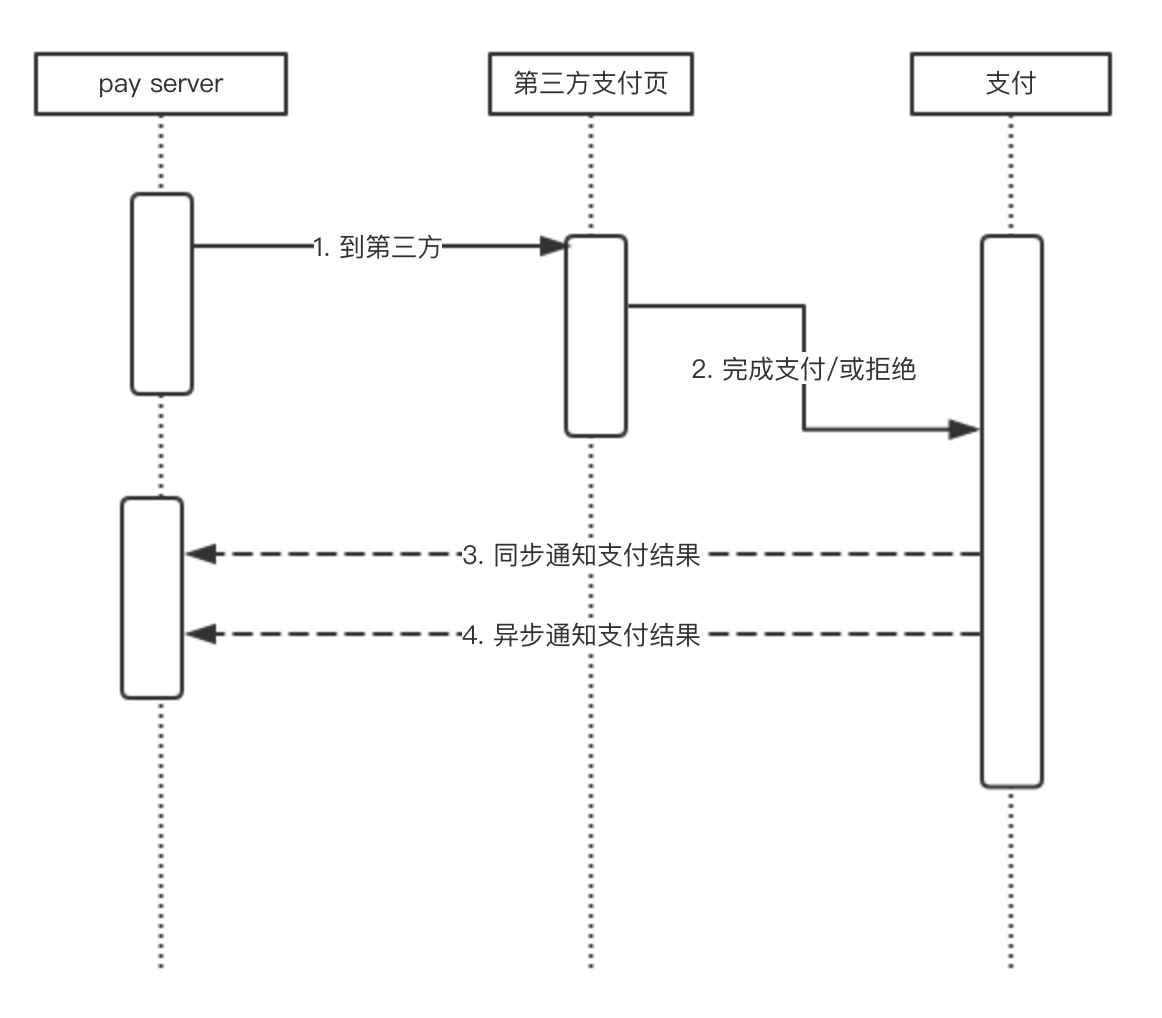 pay server
第三方支付页
支付
1. 到第三方
2. 完成支付/或拒绝
3. 同步通知支付结果
4. 异步通知支付结果